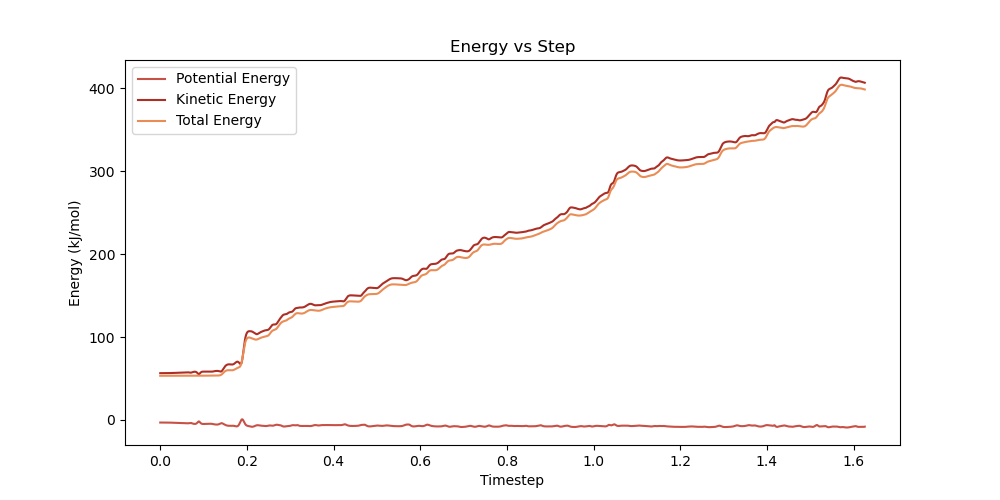 Energy vs Step
Potential Energy
Kinetic Energy
Total Energy
Energy (kJ/mol)
400
300
200
100
0
0.0 0.2 0.4 0.6 0.8 1.0 1.2 1.4 1.6
Timestep